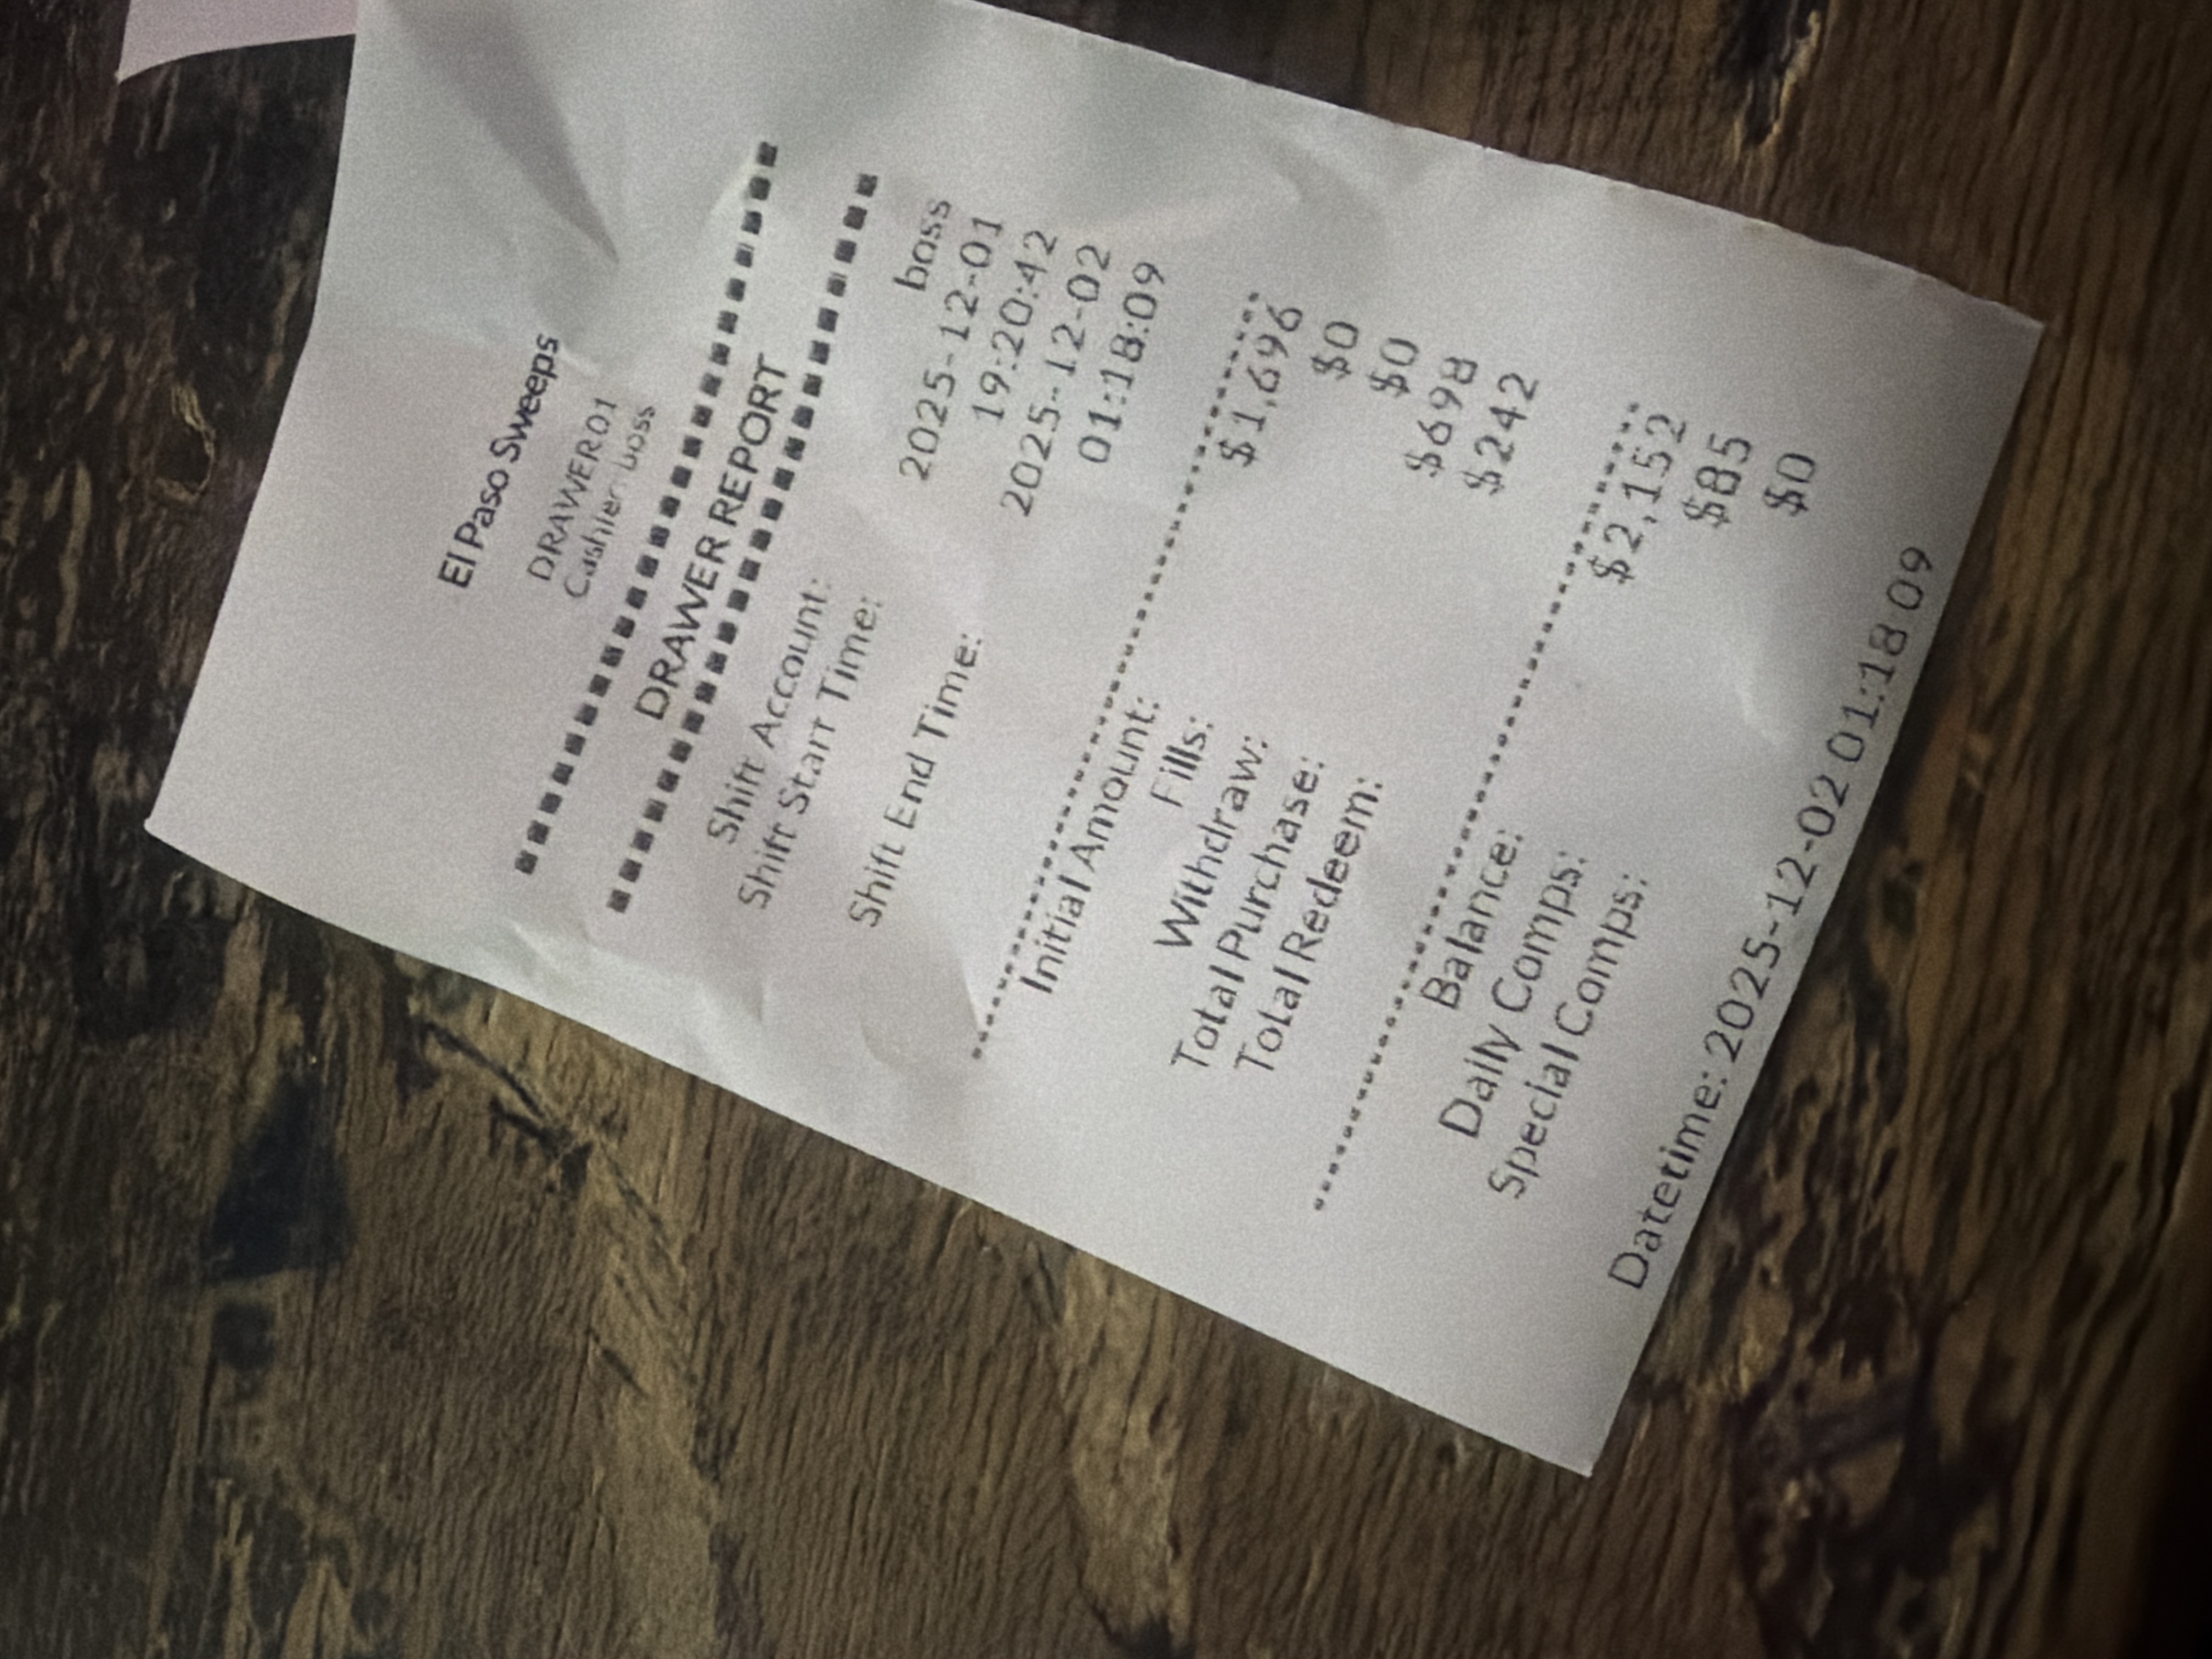 El Paso Sweeps
DRAWER01
Cashier: boss
DRAWER REPORT
Shift Account: boss
Shift Start Time: 2025-12-01
19:20:42
Shift End Time: 2025-12-02
01:18:09
Initial Amount: $1,696
Fills: $0
Withdraw: $0
Total Purchase: $698
Total Redeem: $242
Balance: $2,152
Daily Comps: $85
Special Comps: $0
Datetime: 2025-12-02 01:18:09